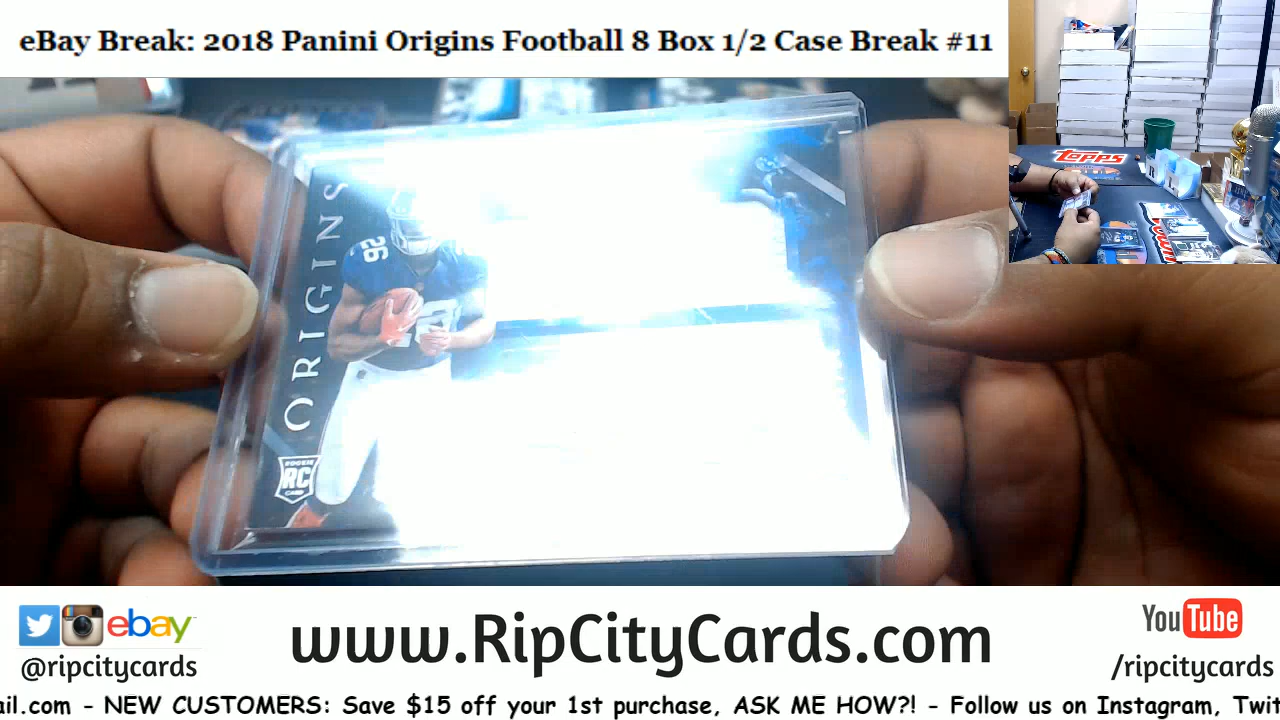 eBay Break: 2018 Panini Origins Football 8 Box 1/2 Case Break #11
TOPPS
ORIGINS
26
ROOKIE
RC
CARD
ebay
@ripcitycards
www.RipCityCards.com
YouTube
/ripcitycards
ail.com - NEW CUSTOMERS: Save $15 off your 1st purchase, ASK ME HOW?! - Follow us on Instagram, Twit